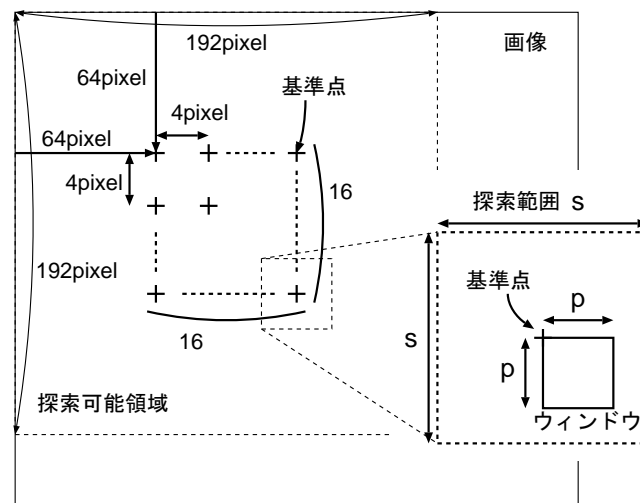 192pixel
画像
64pixel
基準点
4pixel
64pixel
4pixel
16
探索範囲 s
192pixel
基準点
p
s
p
16
探索可能領域
ウィンドウ